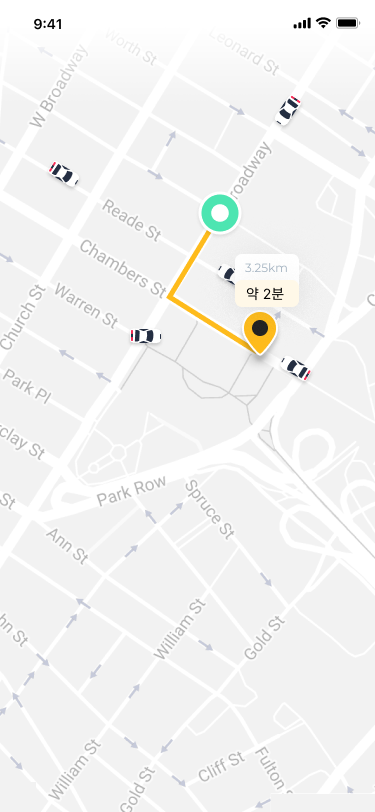 9:41
Worth St
Leonard St
W Broadway
roadway
Reade St
Chambers St
3.25km
약 2분
Warren St
Church St
Park Pl
clay St
St
Park Row
Spruce St
Ann St
hn St
William St
Gold St
William St
Gold St
Cliff St
Fulton S